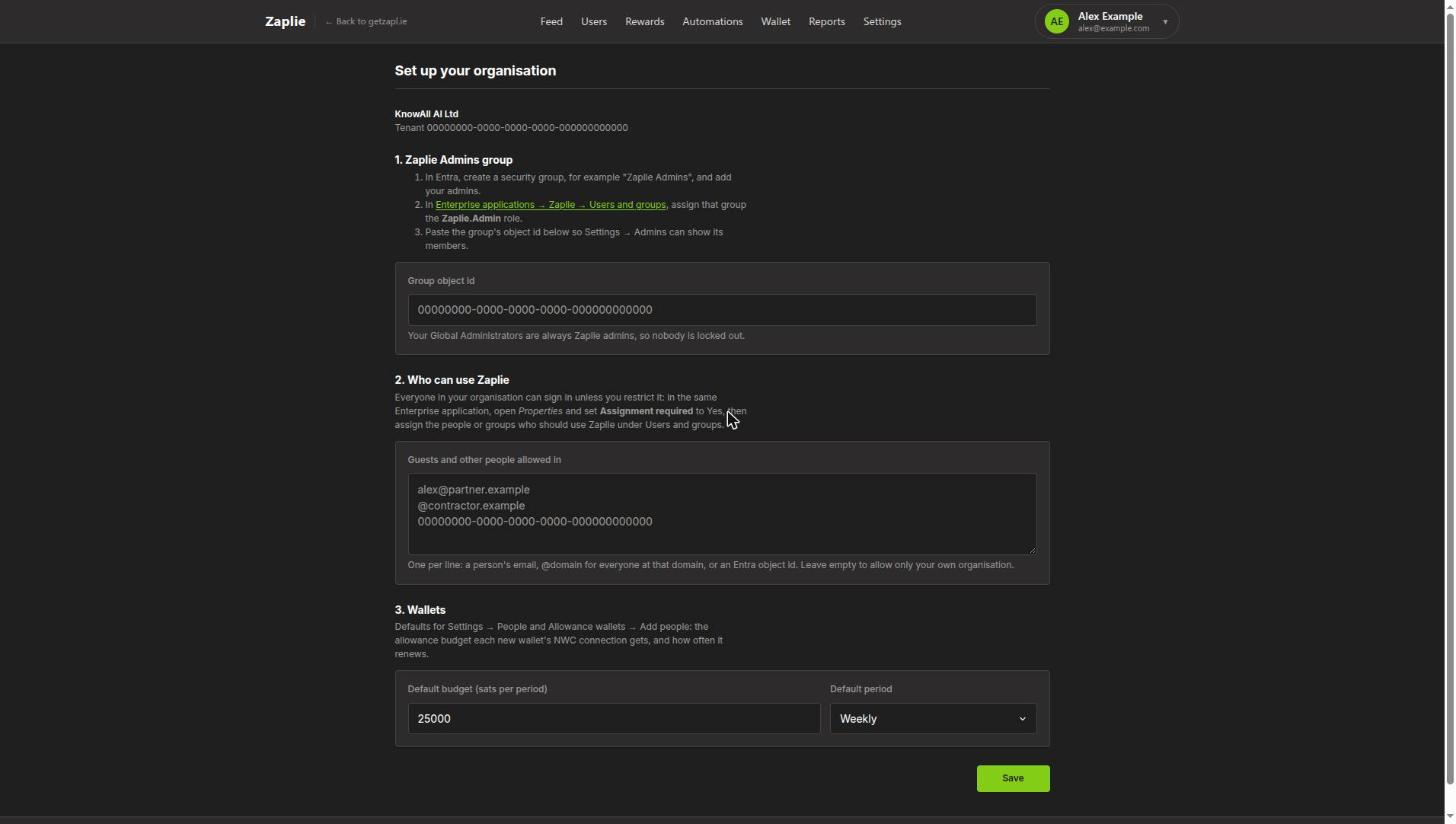 Zaplie
← Back to getzapl.ie
Feed
Users
Rewards
Automations
Wallet
Reports
Settings
AE
Alex Example
alex@example.com
Set up your organisation
KnowAll AI Ltd
Tenant 00000000-0000-0000-0000-000000000000
1. Zaplie Admins group
1. In Entra, create a security group, for example "Zaplie Admins", and add
your admins.
2. In Enterprise applications → Zaplie → Users and groups, assign that group
the Zaplie.Admin role.
3. Paste the group's object id below so Settings → Admins can show its
members.
Group object id
00000000-0000-0000-0000-000000000000
Your Global Administrators are always Zaplie admins, so nobody is locked out.
2. Who can use Zaplie
Everyone in your organisation can sign in unless you restrict it: in the same
Enterprise application, open Properties and set Assignment required to Yes, then
assign the people or groups who should use Zaplie under Users and groups.
Guests and other people allowed in
alex@partner.example
@contractor.example
00000000-0000-0000-0000-000000000000
One per line: a person's email, @domain for everyone at that domain, or an Entra object id. Leave empty to allow only your own organisation.
3. Wallets
Defaults for Settings → People and Allowance wallets → Add people: the
allowance budget each new wallet's NWC connection gets, and how often it
renews.
Default budget (sats per period)
Default period
25000
Weekly
Save